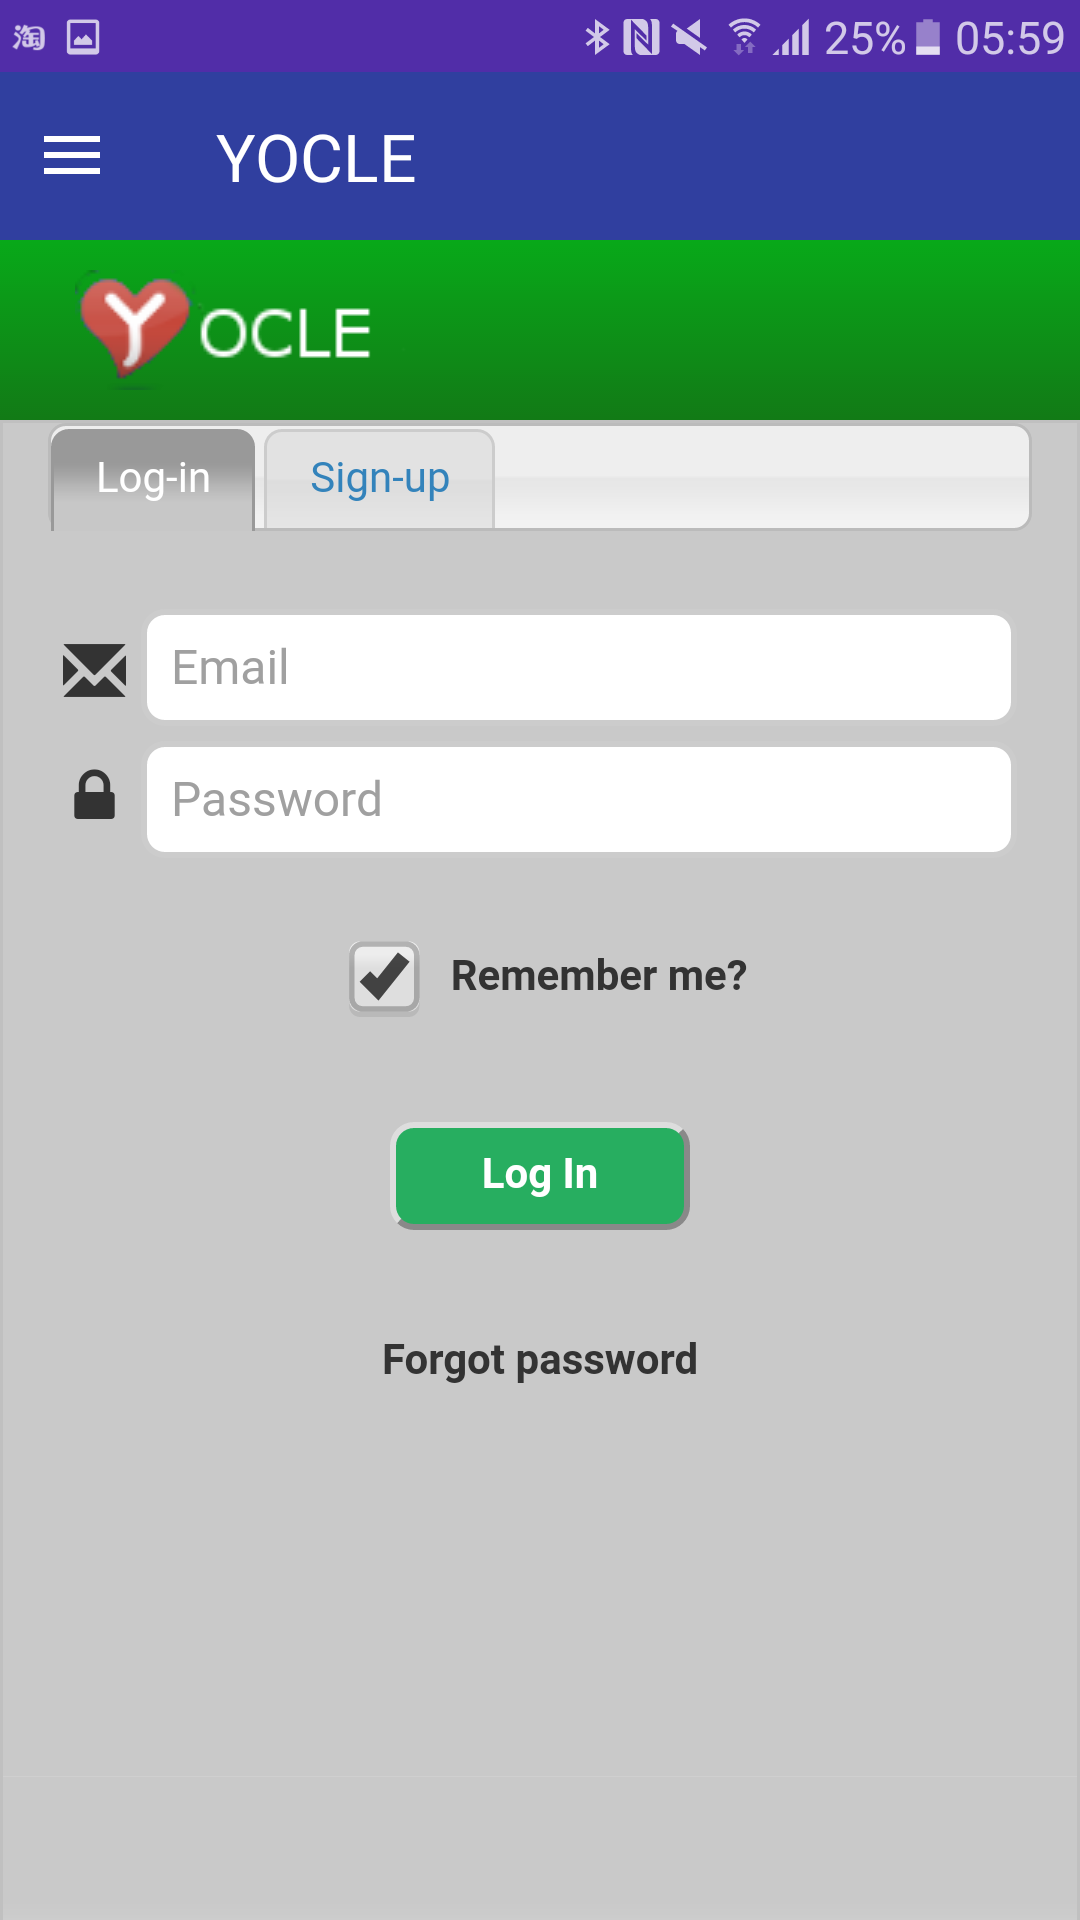 淘 25% 05:59
YOCLE
YOCLE
Log-in Sign-up
Email
Password
Remember me?
Log In
Forgot password